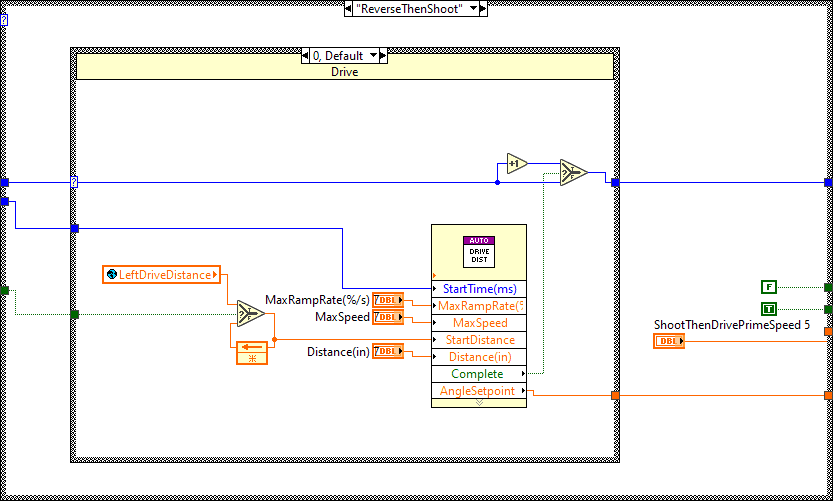 "ReverseThenShoot"
?
0, Default
Drive
+1
T
?
F
?
AUTO
DRIVE
DIST
LeftDriveDistance
StartTime(ms)
MaxRampRate(%/s)
DBL
MaxRampRate(%
MaxSpeed
DBL
MaxSpeed
T
?
F
StartDistance
Distance(in)
DBL
Distance(in)
Complete
AngleSetpoint
F
T
ShootThenDrivePrimeSpeed 5
DBL